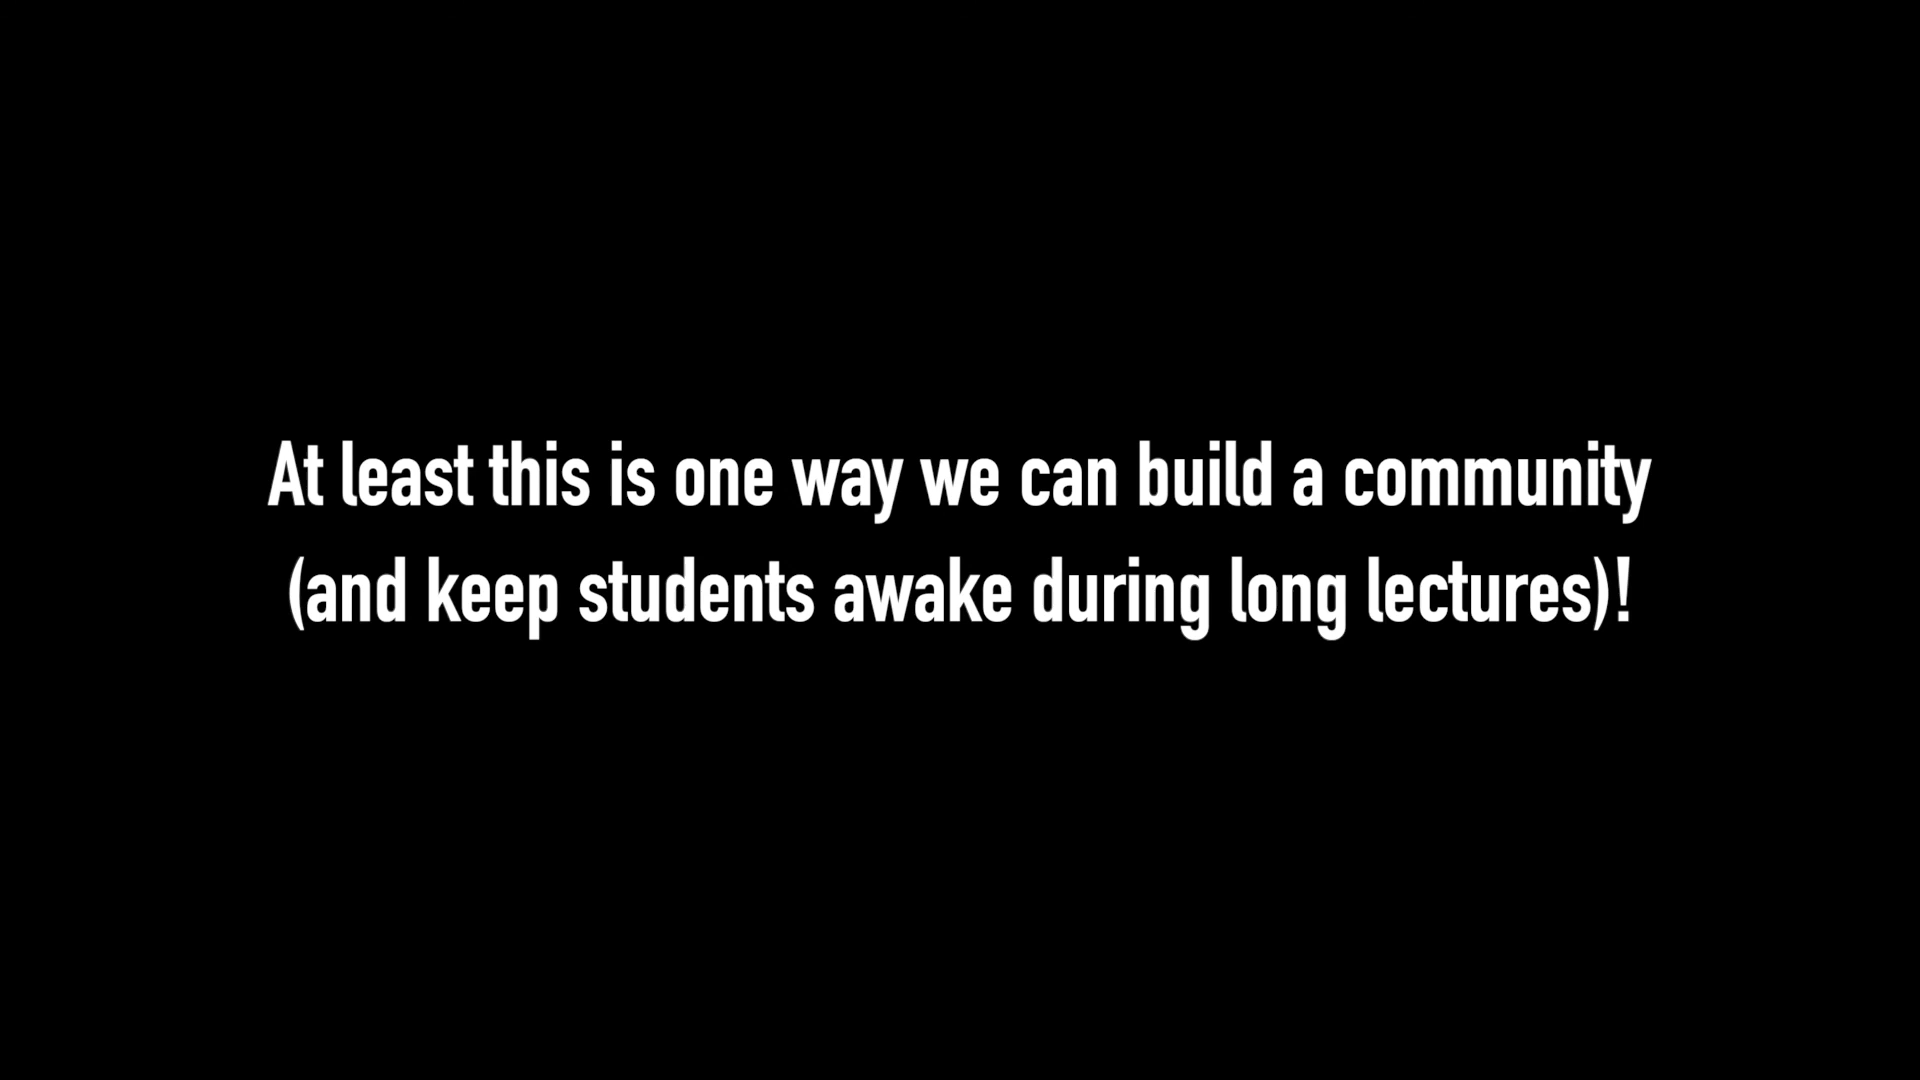 At least this is one way we can build a community
(and keep students awake during long lectures)!